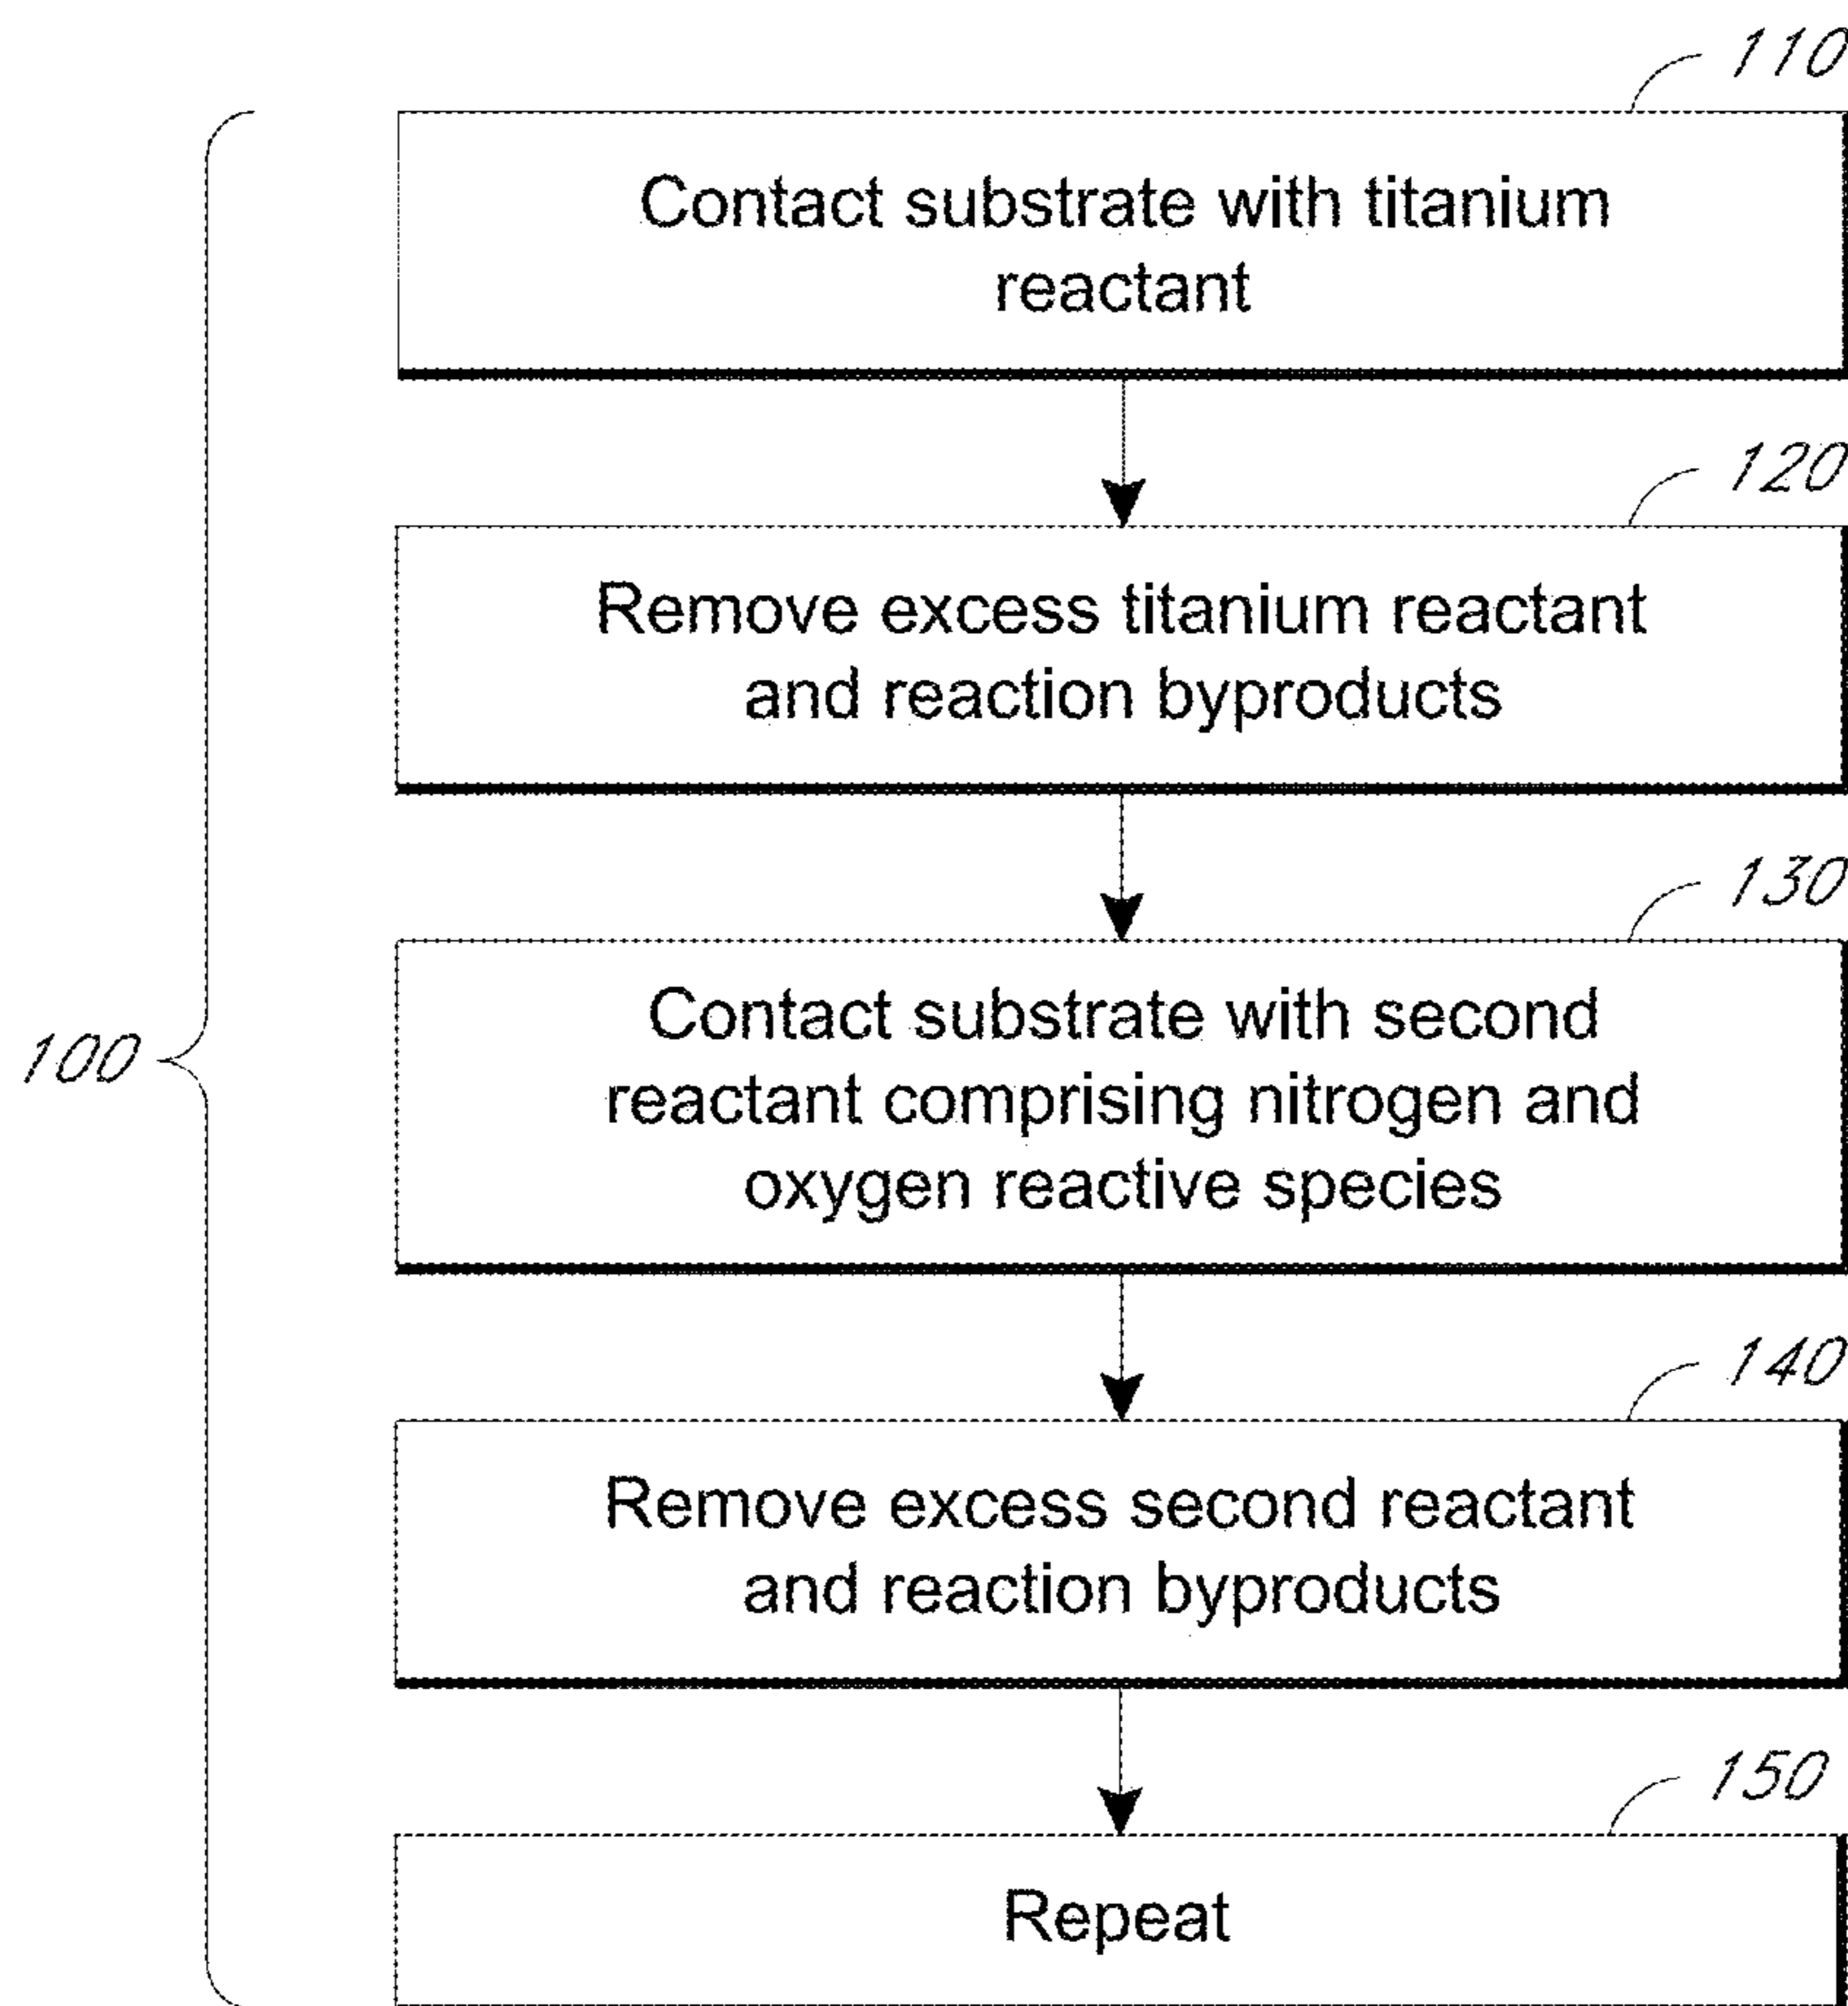 110
Contact substrate with titanium
reactant
120
Remove excess titanium reactant
and reaction byproducts
130
Contact substrate with second
reactant comprising nitrogen and
oxygen reactive species
100
140
Remove excess second reactant
and reaction byproducts
150
Repeat